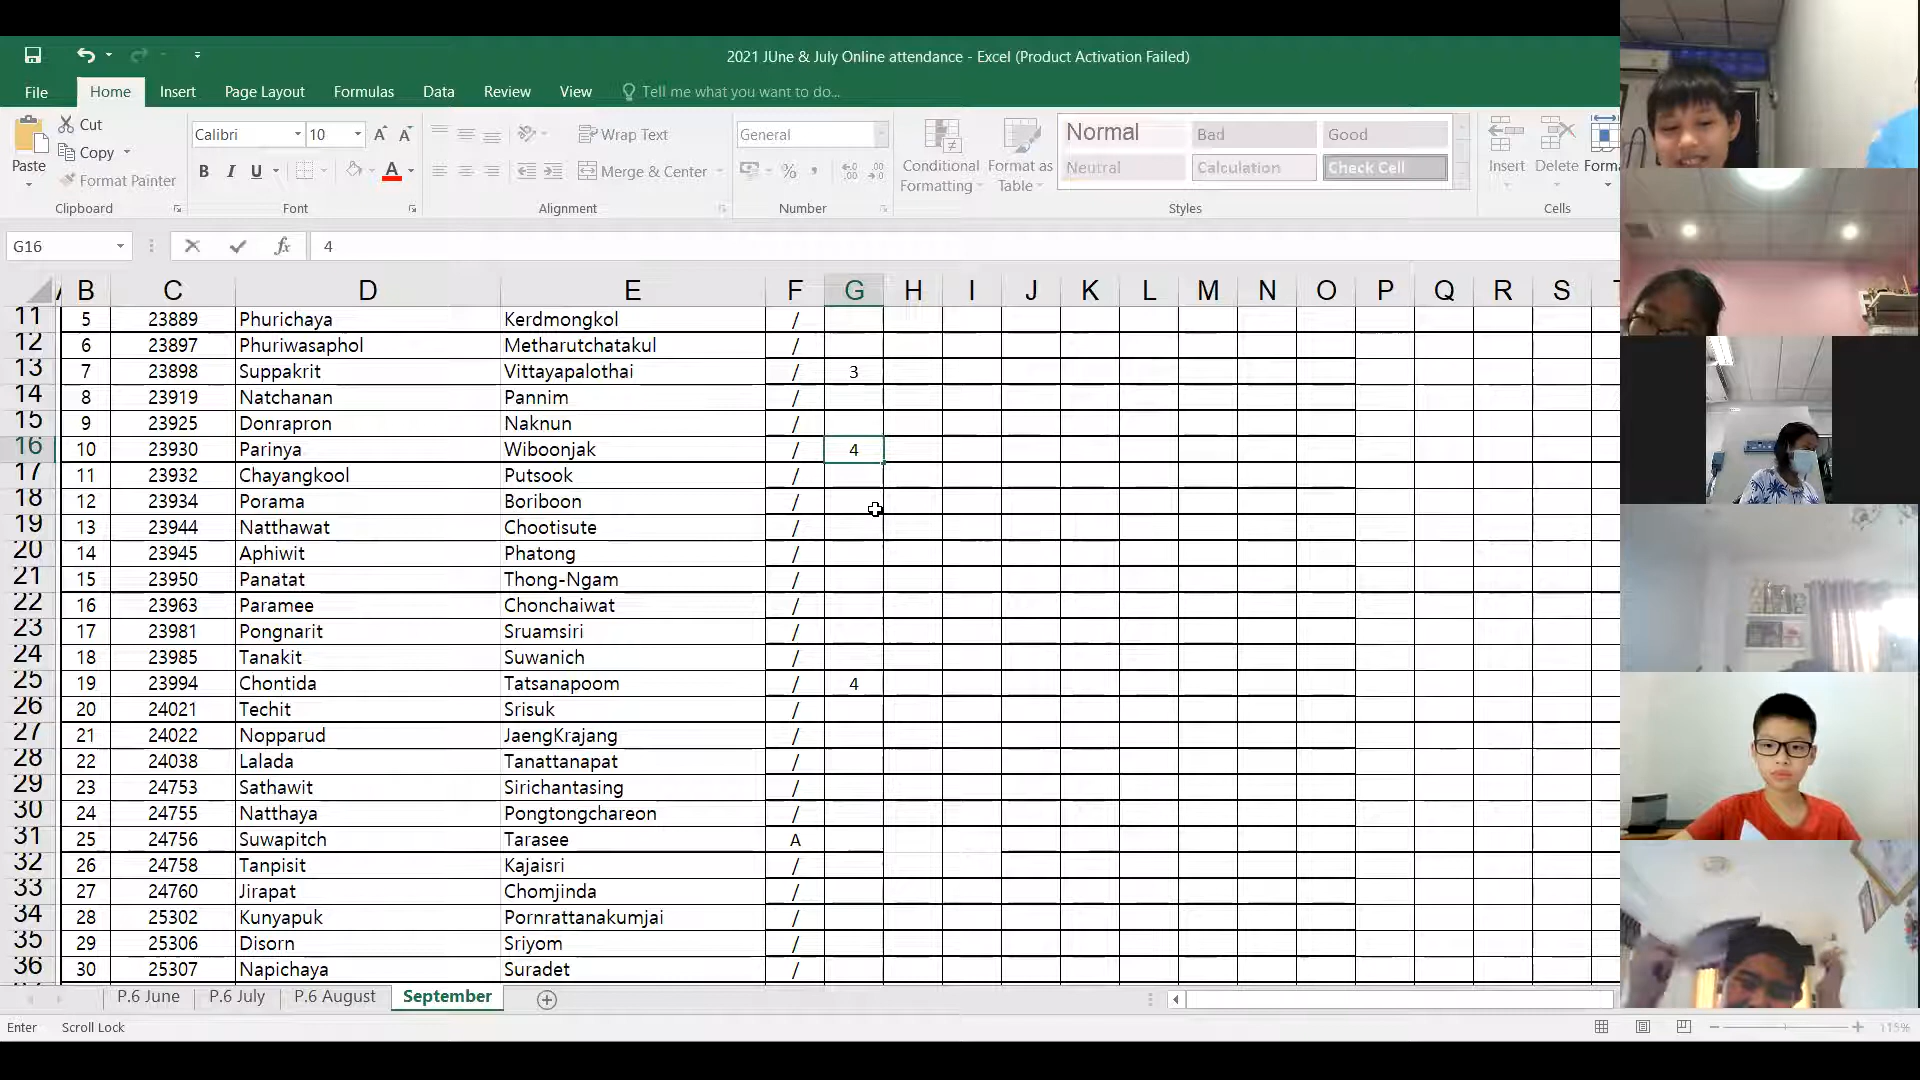 2021 JUne & July Online attendance - Excel (Product Activation Failed)
File Home Insert Page Layout Formulas Data Review View Tell me what you want to do...
Paste Cut Copy Format Painter Clipboard
Calibri 10 A A B I U A Font
Wrap Text Merge & Center Alignment
General % , Number
Conditional Formatting Format as Table
Normal Bad Good
Neutral Calculation Check Cell
Styles
Insert Delete Forma
Cells
G16 fx 4
B C D E F G H I J K L M N O P Q R S
11 5 23889 Phurichaya Kerdmongkol /
12 6 23897 Phuriwasaphol Metharutchatakul /
13 7 23898 Suppakrit Vittayapalothai / 3
14 8 23919 Natchanan Pannim /
15 9 23925 Donrapron Naknun /
16 10 23930 Parinya Wiboonjak / 4
17 11 23932 Chayangkool Putsook /
18 12 23934 Porama Boriboon /
19 13 23944 Natthawat Chootisute /
20 14 23945 Aphiwit Phatong /
21 15 23950 Panatat Thong-Ngam /
22 16 23963 Paramee Chonchaiwat /
23 17 23981 Pongnarit Sruamsiri /
24 18 23985 Tanakit Suwanich /
25 19 23994 Chontida Tatsanapoom / 4
26 20 24021 Techit Srisuk /
27 21 24022 Nopparud JaengKrajang /
28 22 24038 Lalada Tanattanapat /
29 23 24753 Sathawit Sirichantasing /
30 24 24755 Natthaya Pongtongchareon /
31 25 24756 Suwapitch Tarasee A
32 26 24758 Tanpisit Kajaisri /
33 27 24760 Jirapat Chomjinda /
34 28 25302 Kunyapuk Pornrattanakumjai /
35 29 25306 Disorn Sriyom /
36 30 25307 Napichaya Suradet /
P.6 June P.6 July P.6 August September
Enter Scroll Lock 115%